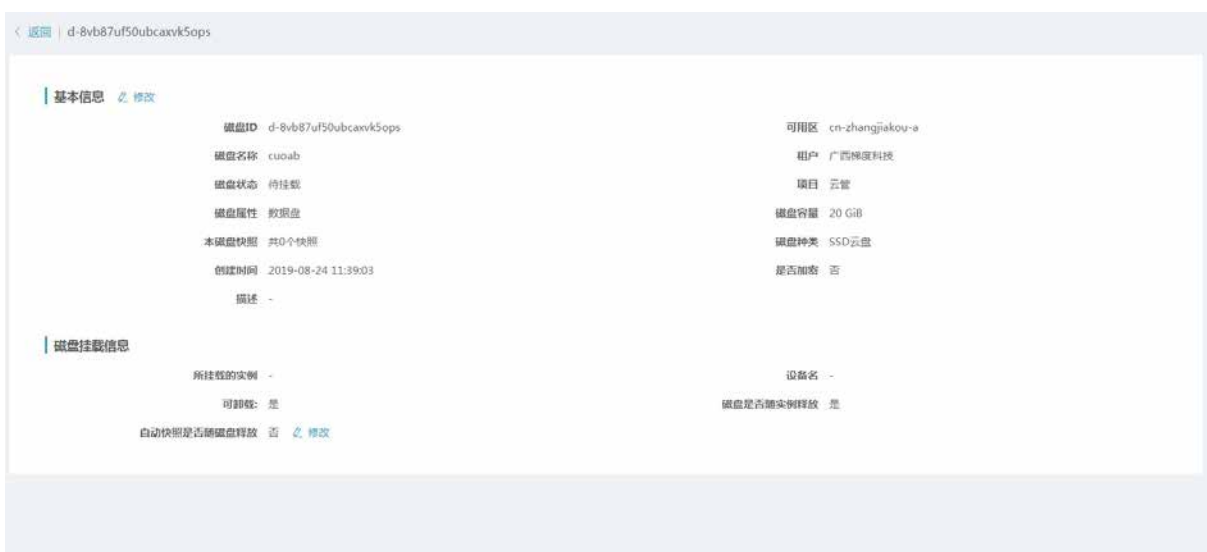 < 返回 | d-8vb87uf50ubcaxvk5ops
基本信息 修改
磁盘ID d-8vb87uf50ubcaxvk5ops 可用区 cn-zhangjiakou-a
磁盘名称 cuoab 租户 广西梯度科技
磁盘状态 待挂载 项目 云管
磁盘属性 数据盘 磁盘容量 20 GiB
本磁盘快照 共0个快照 磁盘种类 SSD云盘
创建时间 2019-08-24 11:39:03 是否加密 否
描述 -
磁盘挂载信息
所挂载的实例 - 设备名 -
可卸载: 是 磁盘是否随实例释放 是
自动快照是否随磁盘释放 否 修改